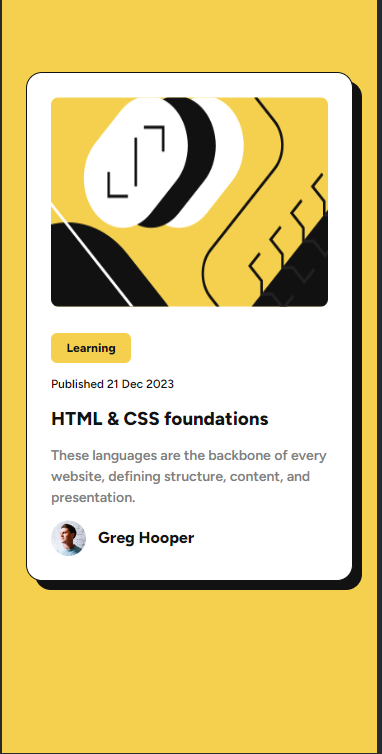 Learning
Published 21 Dec 2023
HTML & CSS foundations
These languages are the backbone of every
website, defining structure, content, and
presentation.
Greg Hooper